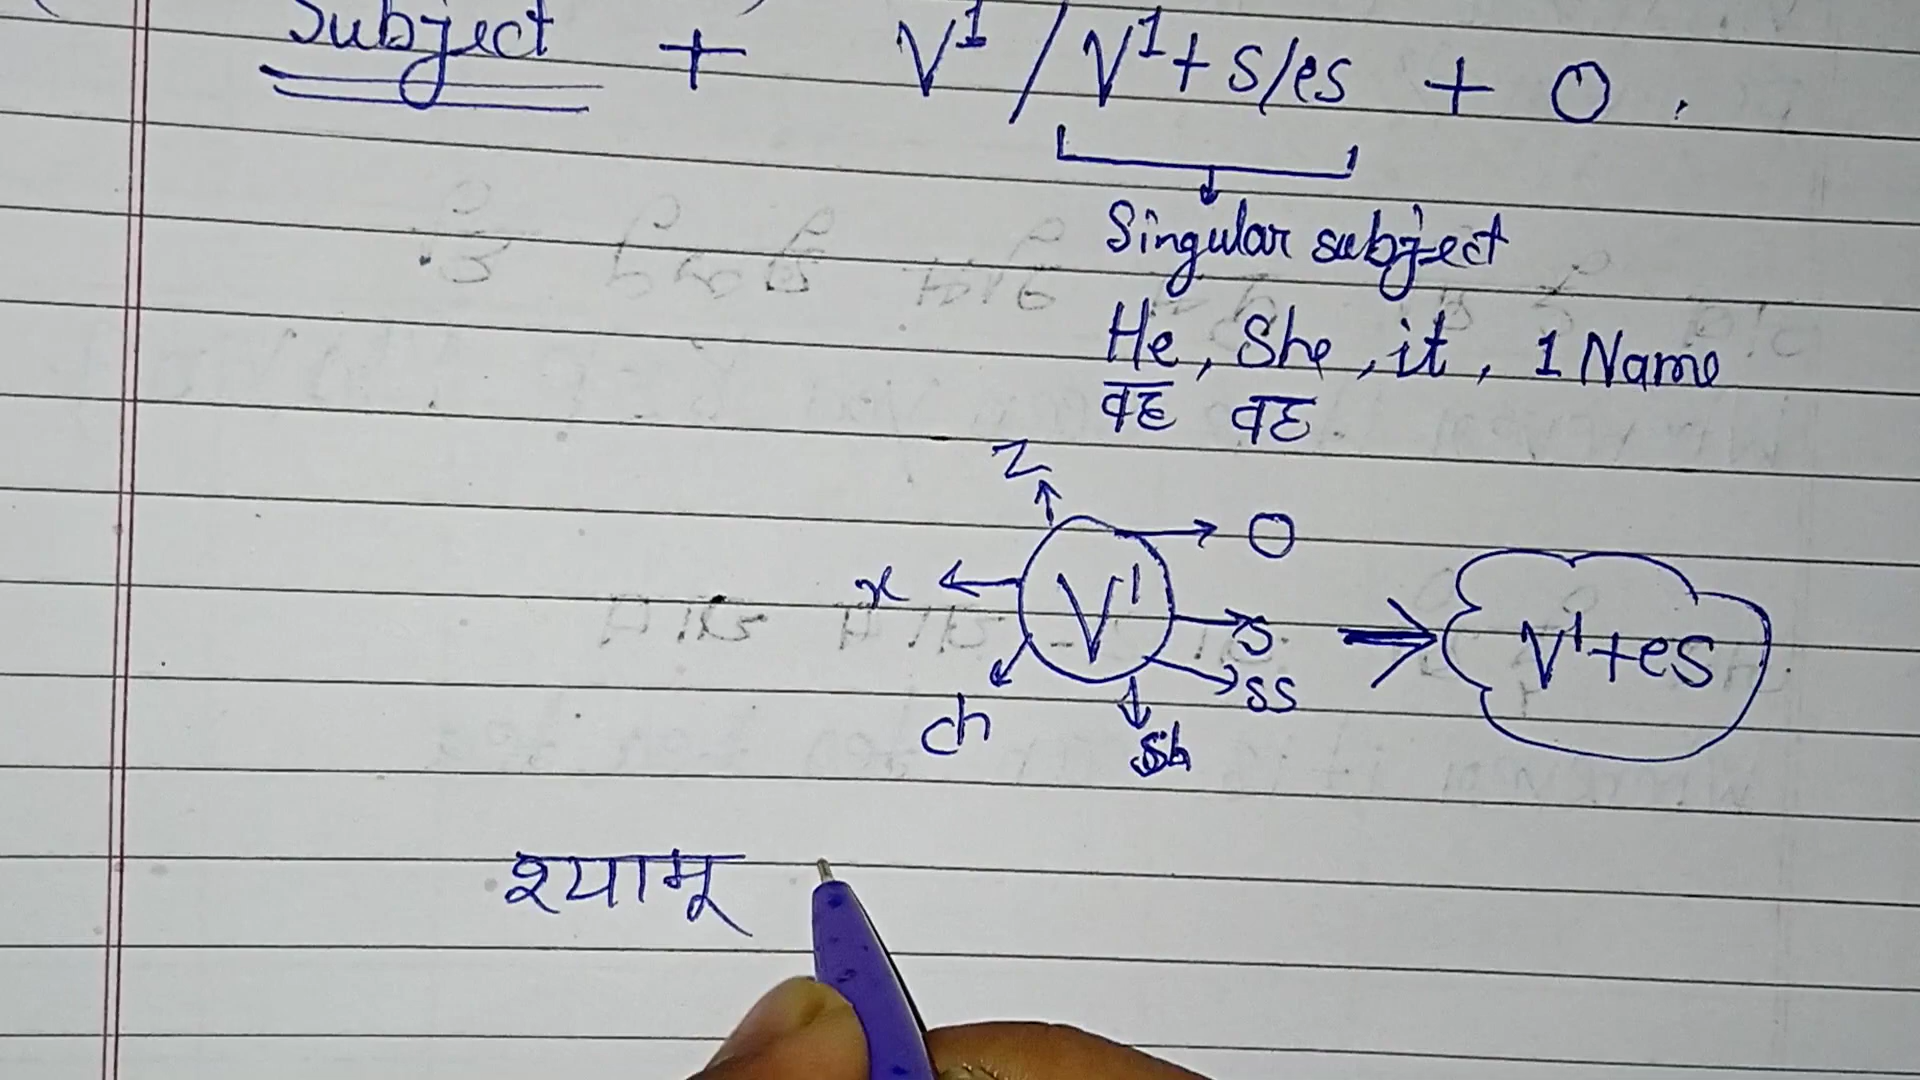 Subject + V¹ / V¹ + s/es + O.
Singular subject
He, She, it, 1 Name
वह वह
z
O
x
V¹
s
ss
V¹+es
ch
sh
श्यामू